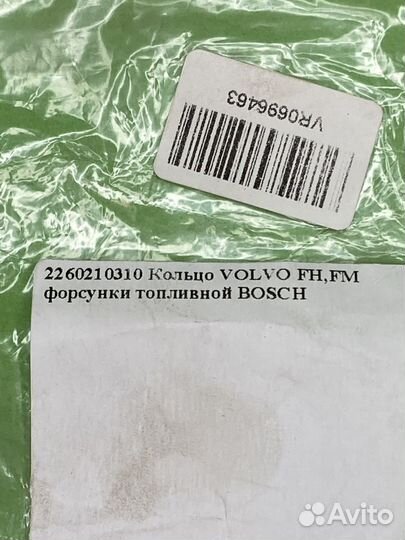 VR0696463
2260210310 Кольцо VOLVO FH,FM
форсунки топливной BOSCH
Avito